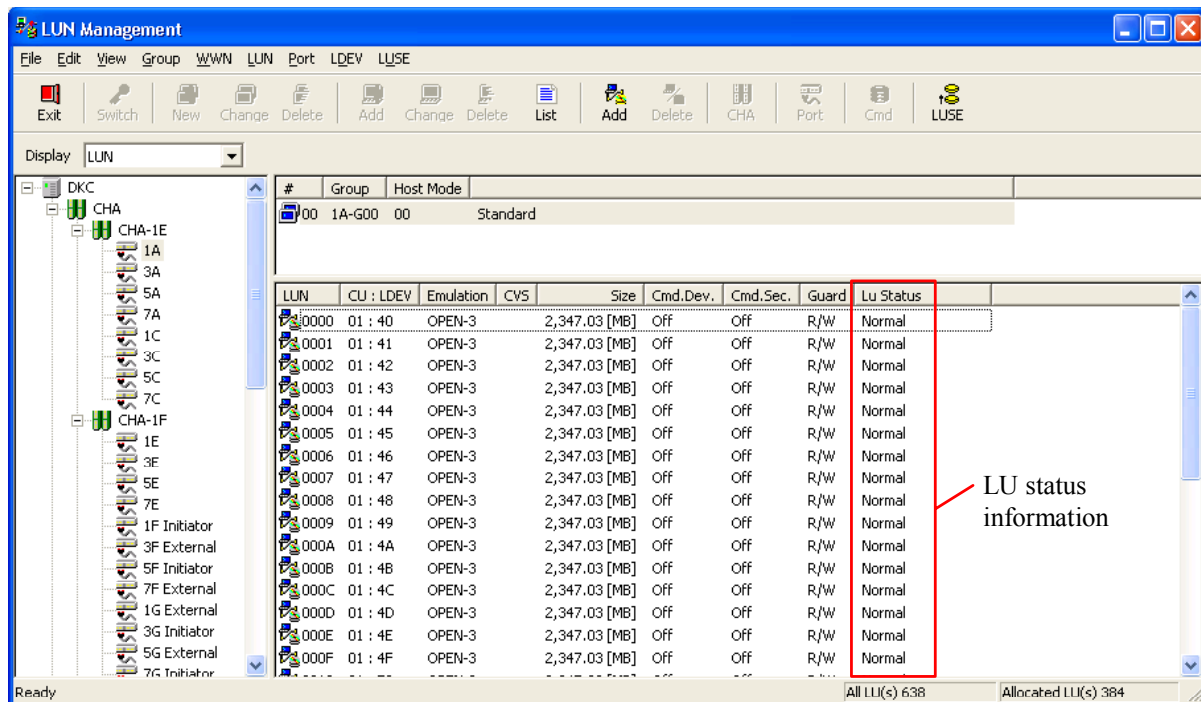 LUN Management
File Edit View Group WWN LUN Port LDEV LUSE
Exit Switch New Change Delete Add Change Delete List Add Delete CHA Port Cmd LUSE
Display LUN
DKC
CHA
CHA-1E
1A
3A
5A
7A
1C
3C
5C
7C
CHA-1F
1E
3E
5E
7E
1F Initiator
3F External
5F Initiator
7F External
1G External
3G Initiator
5G External
7G Initiator
# Group Host Mode
00 1A-G00 00 Standard
LUN CU : LDEV Emulation CVS Size Cmd.Dev. Cmd.Sec. Guard Lu Status
0000 01 : 40 OPEN-3 2,347.03 [MB] Off Off R/W Normal
0001 01 : 41 OPEN-3 2,347.03 [MB] Off Off R/W Normal
0002 01 : 42 OPEN-3 2,347.03 [MB] Off Off R/W Normal
0003 01 : 43 OPEN-3 2,347.03 [MB] Off Off R/W Normal
0004 01 : 44 OPEN-3 2,347.03 [MB] Off Off R/W Normal
0005 01 : 45 OPEN-3 2,347.03 [MB] Off Off R/W Normal
0006 01 : 46 OPEN-3 2,347.03 [MB] Off Off R/W Normal
0007 01 : 47 OPEN-3 2,347.03 [MB] Off Off R/W Normal
0008 01 : 48 OPEN-3 2,347.03 [MB] Off Off R/W Normal
0009 01 : 49 OPEN-3 2,347.03 [MB] Off Off R/W Normal
000A 01 : 4A OPEN-3 2,347.03 [MB] Off Off R/W Normal
000B 01 : 4B OPEN-3 2,347.03 [MB] Off Off R/W Normal
000C 01 : 4C OPEN-3 2,347.03 [MB] Off Off R/W Normal
000D 01 : 4D OPEN-3 2,347.03 [MB] Off Off R/W Normal
000E 01 : 4E OPEN-3 2,347.03 [MB] Off Off R/W Normal
000F 01 : 4F OPEN-3 2,347.03 [MB] Off Off R/W Normal
LU status
information
Ready All LU(s) 638 Allocated LU(s) 384